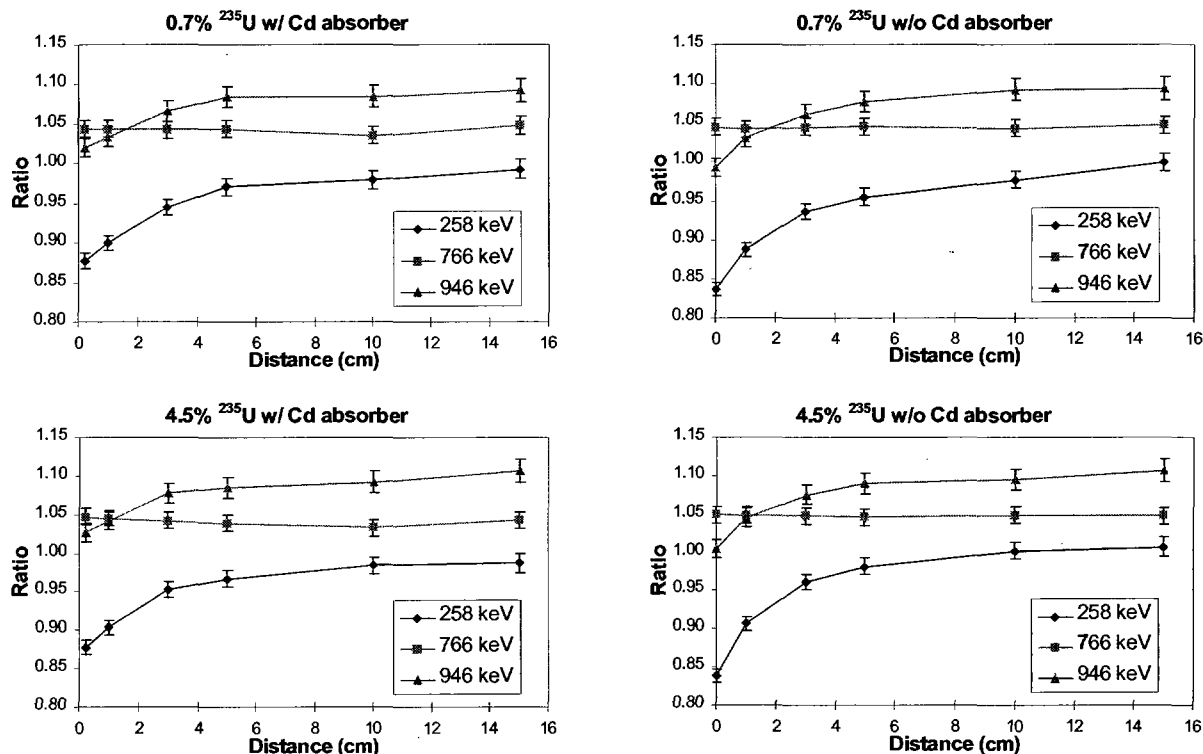 0.7% ²³⁵U w/ Cd absorber
1.15
1.10
1.05
1.00
0.95
0.90
0.85
0.80
Ratio
258 keV
766 keV
946 keV
0 2 4 6 8 10 12 14 16
Distance (cm)
0.7% ²³⁵U w/o Cd absorber
1.15
1.10
1.05
1.00
0.95
0.90
0.85
0.80
Ratio
258 keV
766 keV
946 keV
0 2 4 6 8 10 12 14 16
Distance (cm)
4.5% ²³⁵U w/ Cd absorber
1.15
1.10
1.05
1.00
0.95
0.90
0.85
0.80
Ratio
258 keV
766 keV
946 keV
0 2 4 6 8 10 12 14 16
Distance (cm)
4.5% ²³⁵U w/o Cd absorber
1.15
1.10
1.05
1.00
0.95
0.90
0.85
0.80
Ratio
258 keV
766 keV
946 keV
0 2 4 6 8 10 12 14 16
Distance (cm)